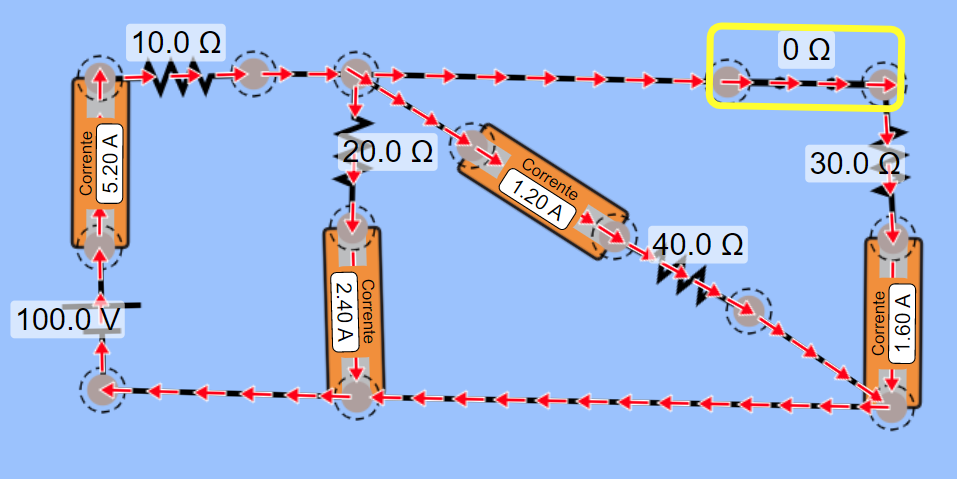 10.0 Ω
0 Ω
Corrente
5.20 A
20.0 Ω
Corrente
1.20 A
30.0 Ω
40.0 Ω
100.0 V
Corrente
2.40 A
Corrente
1.60 A